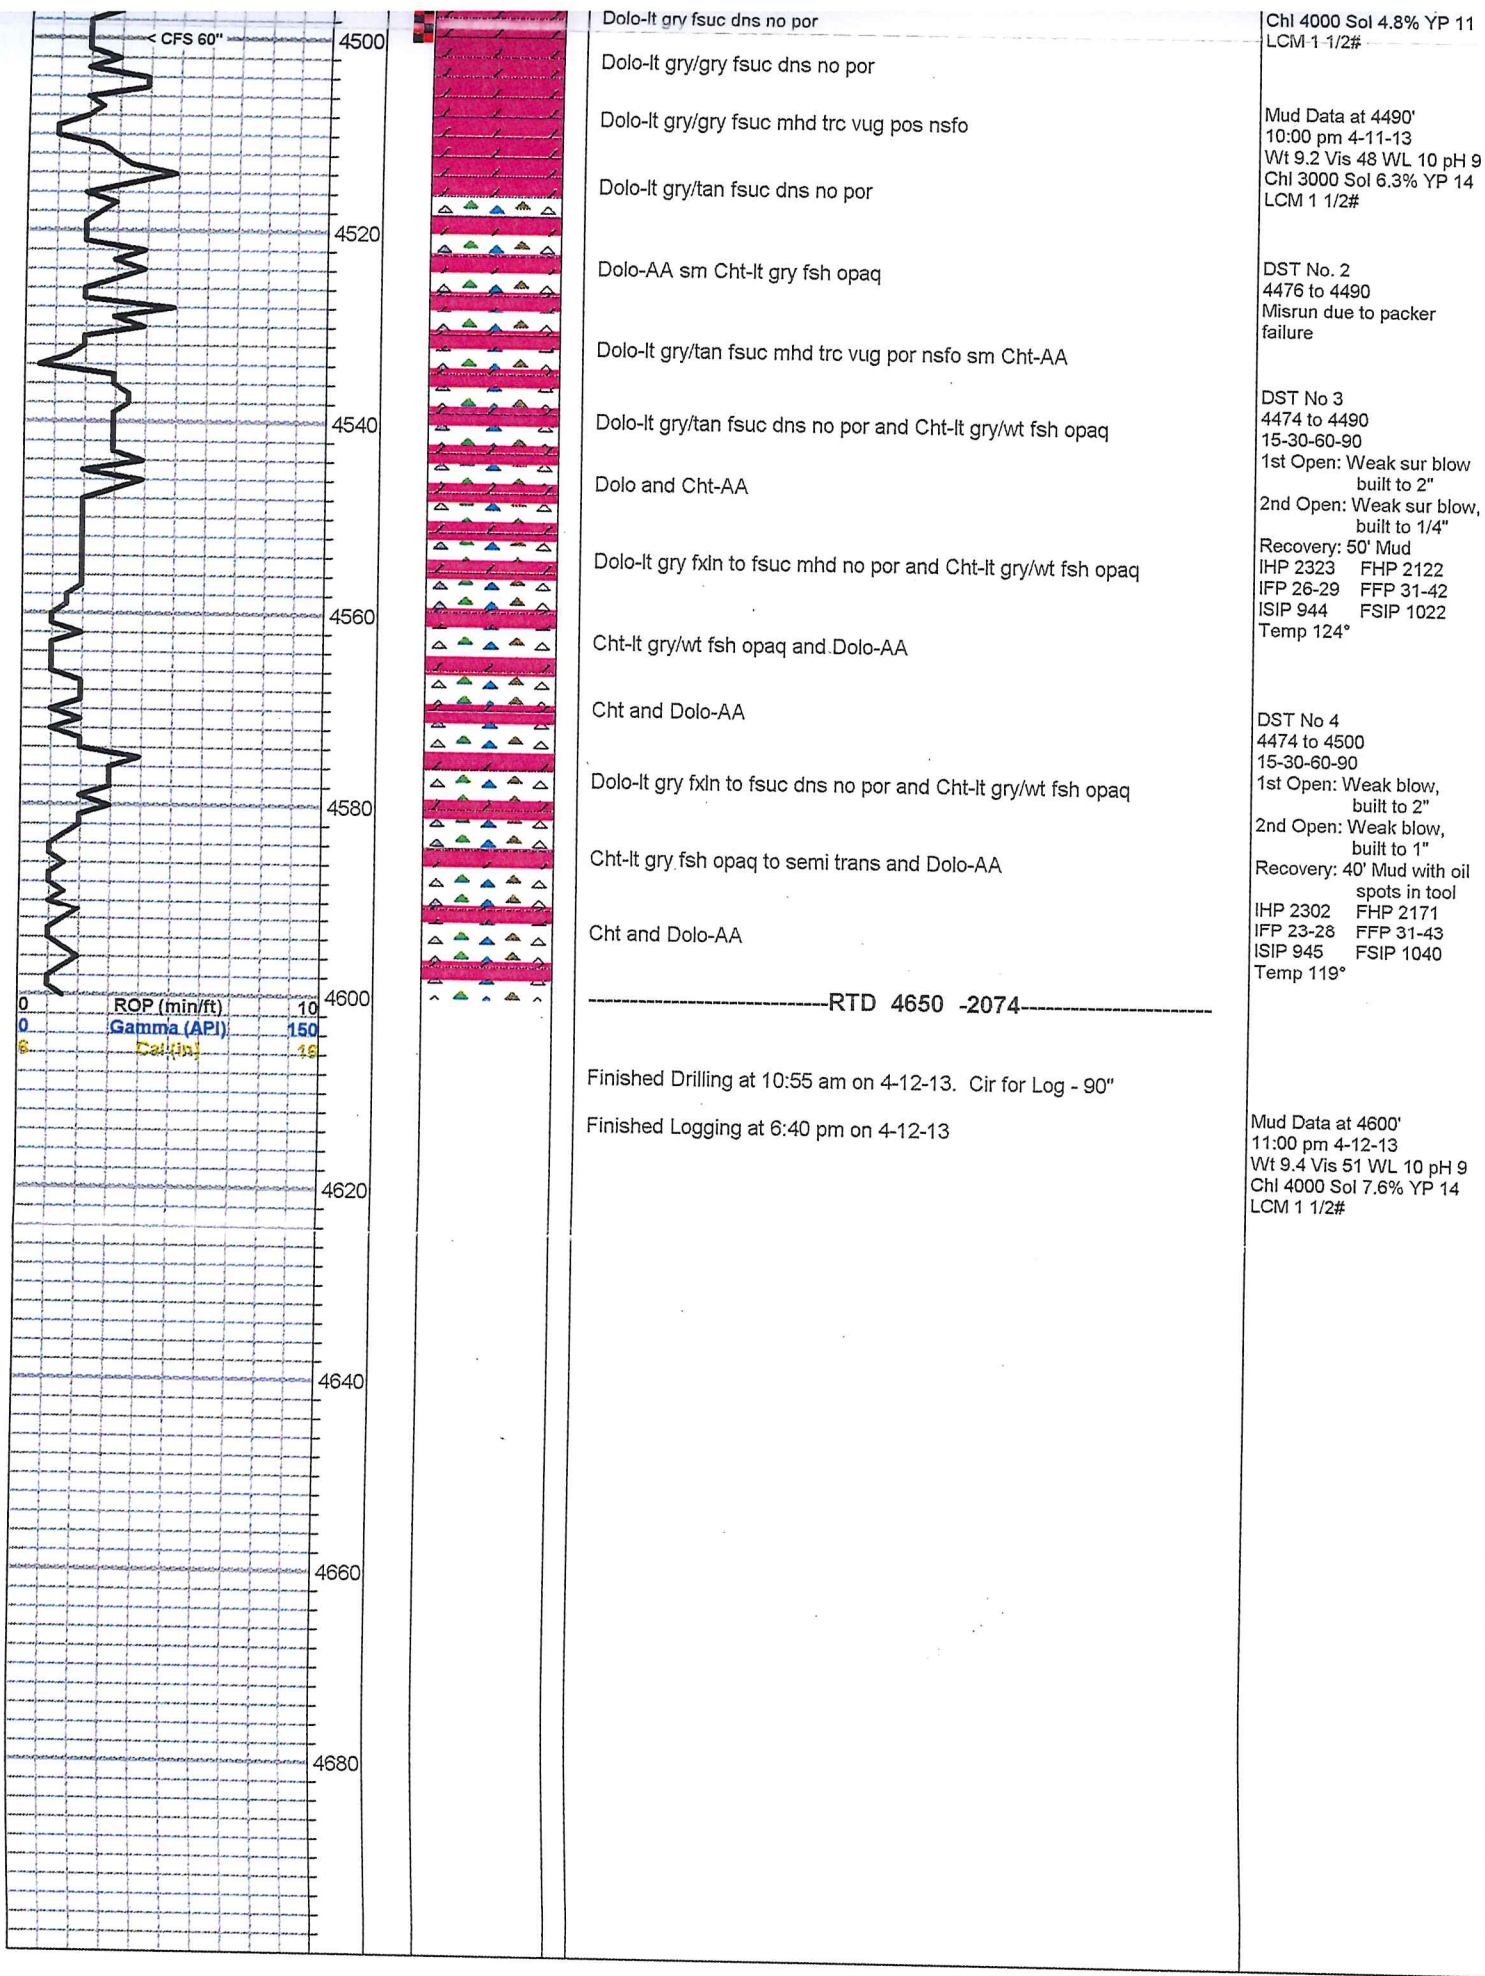 Dolo-lt gry fsuc dns no por
Chl 4000 Sol 4.8% YP 11
LCM 1 1/2#
< CFS 60"
4500
Dolo-lt gry/gry fsuc dns no por
Dolo-lt gry/gry fsuc mhd trc vug pos nsfo
Mud Data at 4490'
10:00 pm 4-11-13
Wt 9.2 Vis 48 WL 10 pH 9
Chl 3000 Sol 6.3% YP 14
LCM 1 1/2#
Dolo-lt gry/tan fsuc dns no por
4520
Dolo-AA sm Cht-lt gry fsh opaq
DST No. 2
4476 to 4490
Misrun due to packer
failure
Dolo-lt gry/tan fsuc mhd trc vug por nsfo sm Cht-AA
4540
Dolo-lt gry/tan fsuc dns no por and Cht-lt gry/wt fsh opaq
DST No 3
4474 to 4490
15-30-60-90
1st Open: Weak sur blow
built to 2"
2nd Open: Weak sur blow,
built to 1/4"
Recovery: 50' Mud
IHP 2323 FHP 2122
IFP 26-29 FFP 31-42
ISIP 944 FSIP 1022
Temp 124°
Dolo and Cht-AA
Dolo-lt gry fxln to fsuc mhd no por and Cht-lt gry/wt fsh opaq
4560
Cht-lt gry/wt fsh opaq and Dolo-AA
Cht and Dolo-AA
DST No 4
4474 to 4500
15-30-60-90
1st Open: Weak blow,
built to 2"
2nd Open: Weak blow,
built to 1"
Recovery: 40' Mud with oil
spots in tool
IHP 2302 FHP 2171
IFP 23-28 FFP 31-43
ISIP 945 FSIP 1040
Temp 119°
Dolo-lt gry fxln to fsuc dns no por and Cht-lt gry/wt fsh opaq
4580
Cht-lt gry fsh opaq to semi trans and Dolo-AA
Cht and Dolo-AA
4600
0 ROP (min/ft) 10
0 Gamma (API) 150
6 Cal (in) 16
----------------------------RTD 4650 -2074----------------------
Finished Drilling at 10:55 am on 4-12-13. Cir for Log - 90"
Finished Logging at 6:40 pm on 4-12-13
Mud Data at 4600'
11:00 pm 4-12-13
Wt 9.4 Vis 51 WL 10 pH 9
Chl 4000 Sol 7.6% YP 14
LCM 1 1/2#
4620
4640
4660
4680